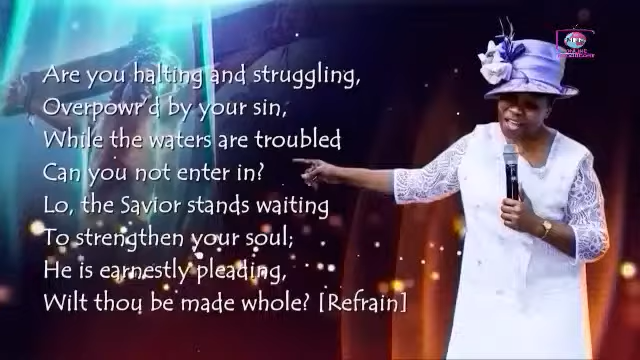 Are you halting and struggling,
Overpowr'd by your sin,
While the waters are troubled
Can you not enter in?
Lo, the Savior stands waiting
To strengthen your soul;
He is earnestly pleading,
Wilt thou be made whole? [Refrain]